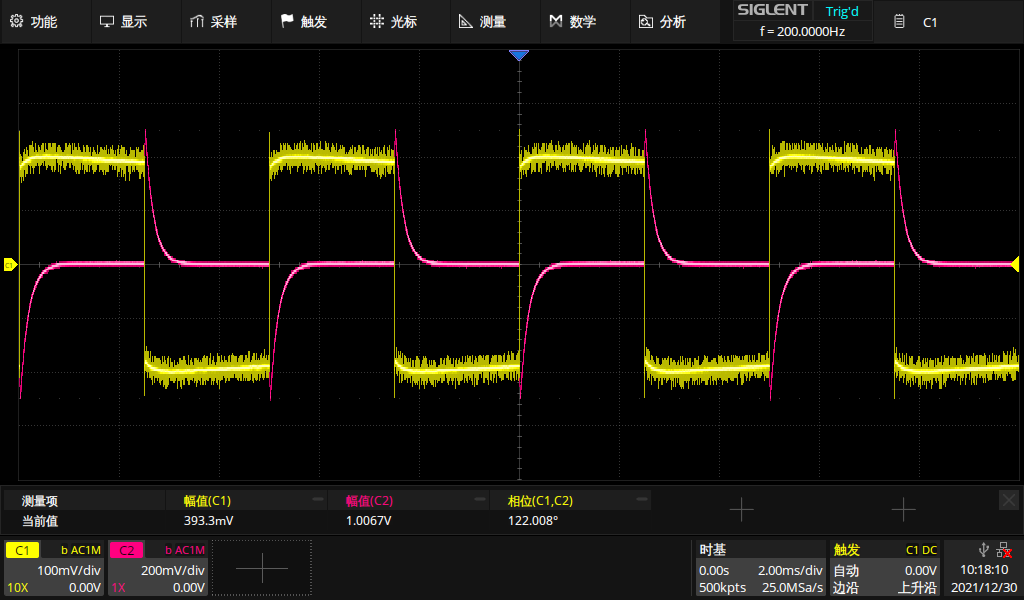 功能 显示 采样 触发 光标 测量 数学 分析 SIGLENT Trig'd C1
f = 200.0000Hz
C1
测量项 幅值(C1) 幅值(C2) 相位(C1,C2)
当前值 393.3mV 1.0067V 122.008°
C1 b AC1M C2 b AC1M 时基 触发 C1 DC
100mV/div 200mV/div 0.00s 2.00ms/div 自动 0.00V 10:18:10
10X 0.00V 1X 0.00V 500kpts 25.0MSa/s 边沿 上升沿 2021/12/30